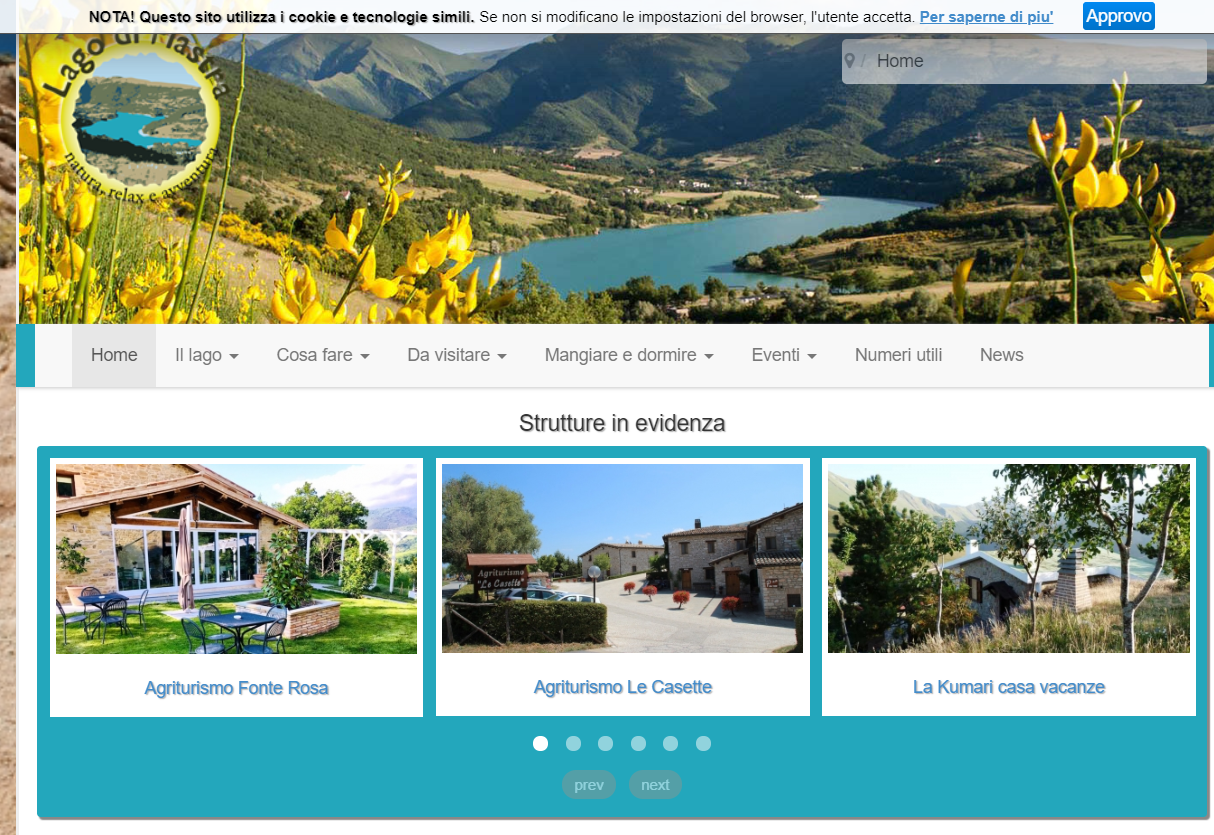 NOTA! Questo sito utilizza i cookie e tecnologie simili. Se non si modificano le impostazioni del browser, l'utente accetta. Per saperne di piu' Approvo
Lago di Fiastra
natura, relax e avventura
/ Home
Home Il lago Cosa fare Da visitare Mangiare e dormire Eventi Numeri utili News
Strutture in evidenza
Agriturismo
"Le Casette"
Agriturismo Fonte Rosa
Agriturismo Le Casette
La Kumari casa vacanze
prev next